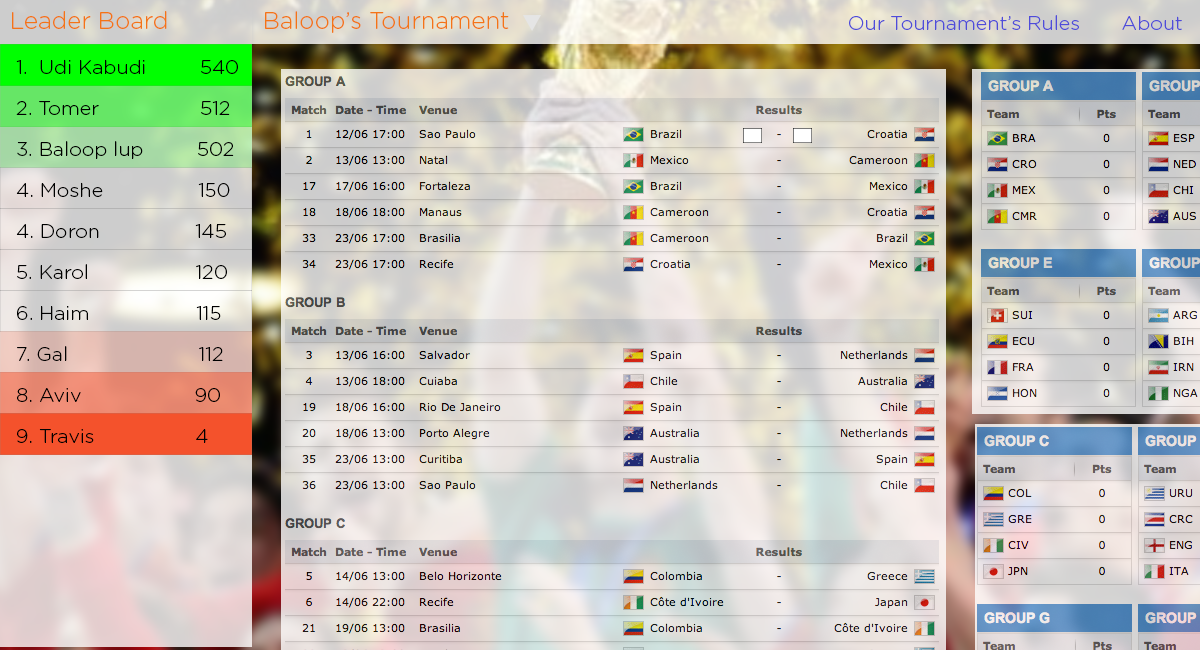 Leader Board
Baloop's Tournament
Our Tournament's Rules
About
1. Udi Kabudi 540
2. Tomer 512
3. Baloop lup 502
4. Moshe 150
4. Doron 145
5. Karol 120
6. Haim 115
7. Gal 112
8. Aviv 90
9. Travis 4
GROUP A
Match Date - Time Venue Results
1 12/06 17:00 Sao Paulo Brazil - Croatia
2 13/06 13:00 Natal Mexico - Cameroon
17 17/06 16:00 Fortaleza Brazil - Mexico
18 18/06 18:00 Manaus Cameroon - Croatia
33 23/06 17:00 Brasilia Cameroon - Brazil
34 23/06 17:00 Recife Croatia - Mexico
GROUP B
Match Date - Time Venue Results
3 13/06 16:00 Salvador Spain - Netherlands
4 13/06 18:00 Cuiaba Chile - Australia
19 18/06 16:00 Rio De Janeiro Spain - Chile
20 18/06 13:00 Porto Alegre Australia - Netherlands
35 23/06 13:00 Curitiba Australia - Spain
36 23/06 13:00 Sao Paulo Netherlands - Chile
GROUP C
Match Date - Time Venue Results
5 14/06 13:00 Belo Horizonte Colombia - Greece
6 14/06 22:00 Recife Côte d'Ivoire - Japan
21 19/06 13:00 Brasilia Colombia - Côte d'Ivoire
GROUP A
Team Pts
BRA 0
CRO 0
MEX 0
CMR 0
GROUP
Team
ESP
NED
CHI
AUS
GROUP E
Team Pts
SUI 0
ECU 0
FRA 0
HON 0
GROUP
Team
ARG
BIH
IRN
NGA
GROUP C
Team Pts
COL 0
GRE 0
CIV 0
JPN 0
GROUP
Team
URU
CRC
ENG
ITA
GROUP G
Team Pts
GROUP
Team